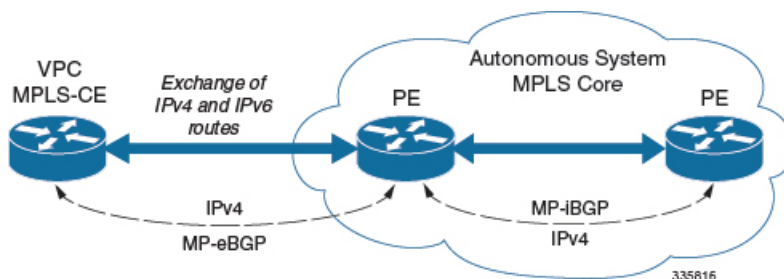 VPC
MPLS-CE
Exchange of
IPv4 and IPv6
routes
PE
Autonomous System
MPLS Core
PE
IPv4
MP-eBGP
MP-iBGP
IPv4
335816